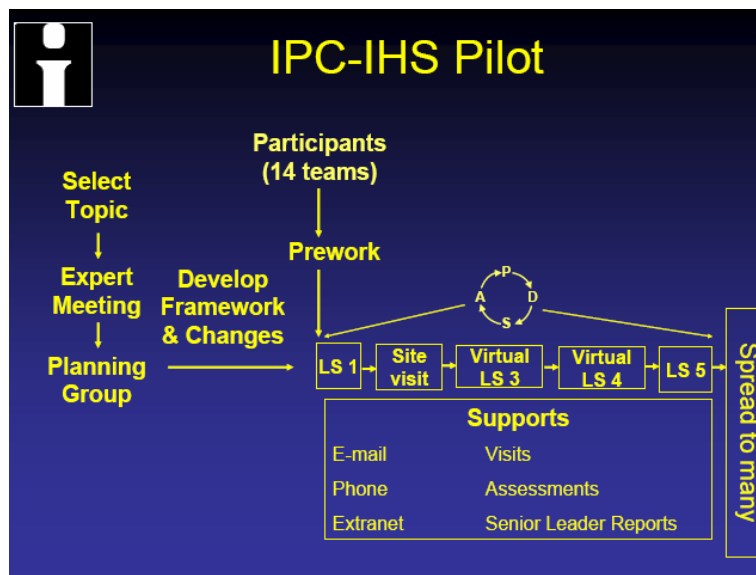 IPC-IHS Pilot
Participants
(14 teams)
Select
Topic
Prework
Expert
Meeting
Develop
Framework
& Changes
Planning
Group
P
A
D
S
LS 1
Site
visit
Virtual
LS 3
Virtual
LS 4
LS 5
Spread to many
Supports
E-mail
Visits
Phone
Assessments
Extranet
Senior Leader Reports